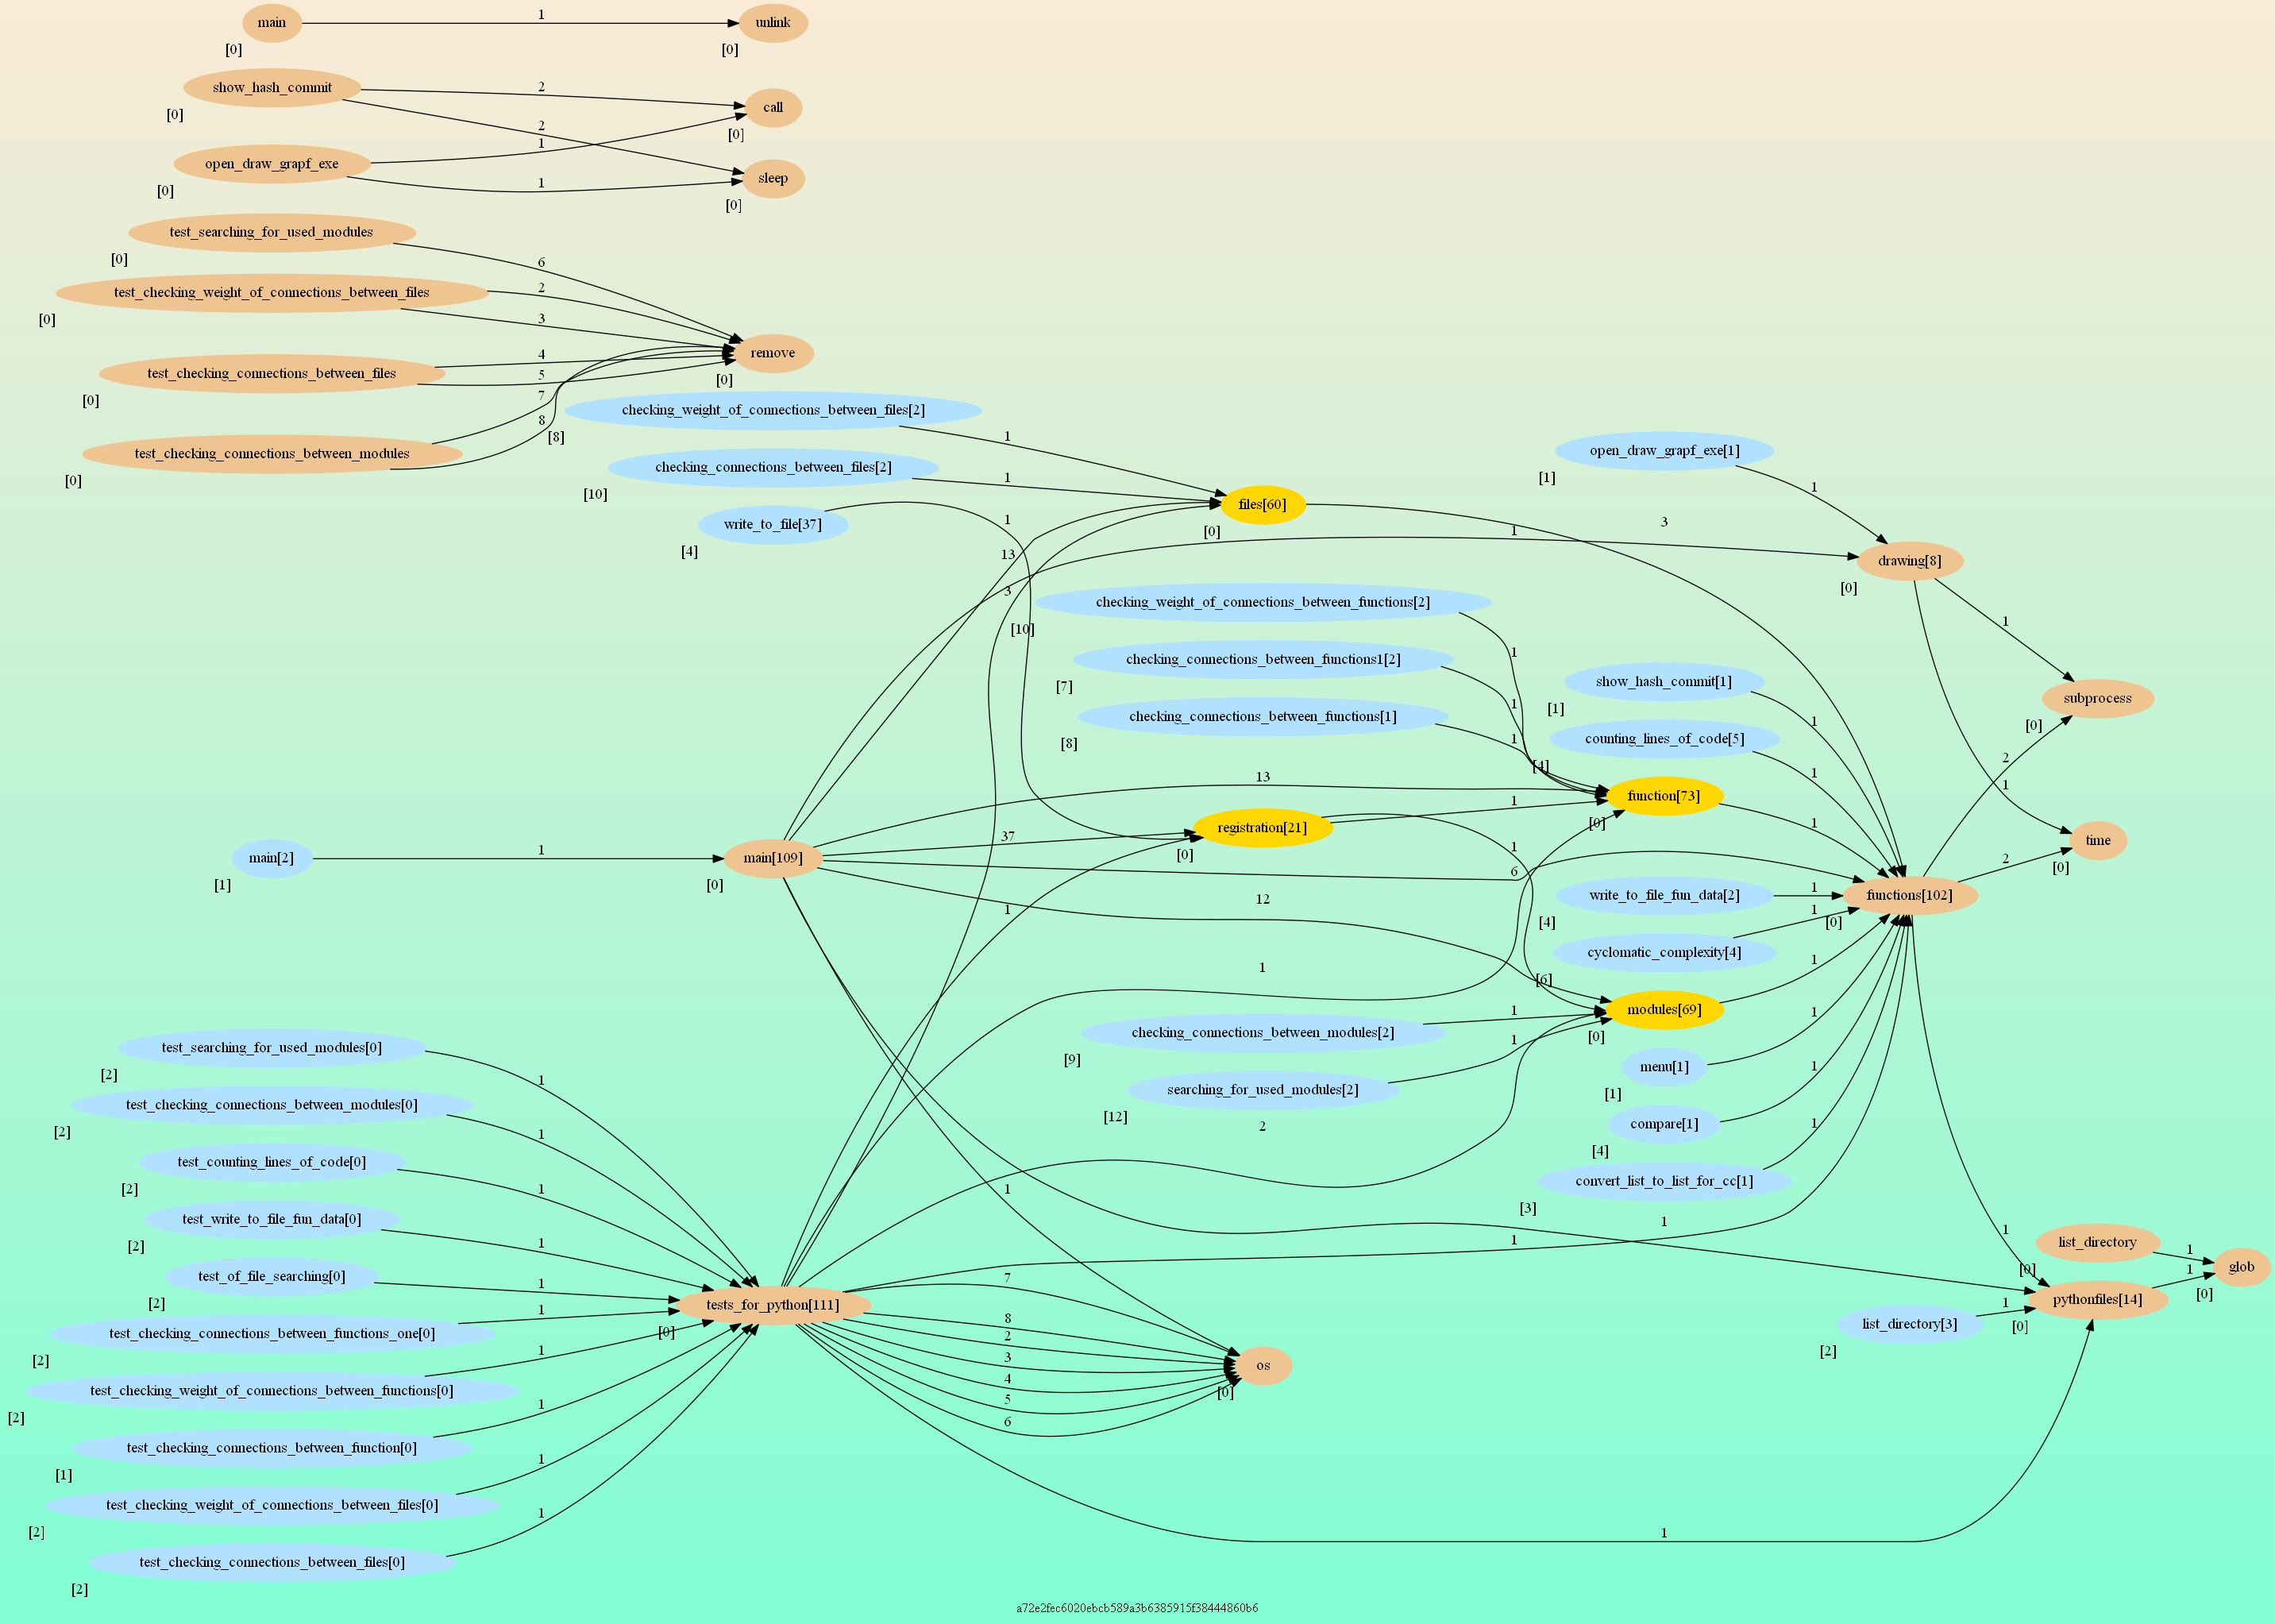 main
1
unlink
[0]
[0]
show_hash_commit
2
call
[0]
[0]
2
open_draw_grapf_exe
1
sleep
[0]
1
[0]
test_searching_for_used_modules
[0]
6
test_checking_weight_of_connections_between_files
2
[0]
3
remove
[0]
test_checking_connections_between_files
4
[0]
5
7
test_checking_connections_between_modules
8
[0]
checking_weight_of_connections_between_files[2]
[8]
1
checking_connections_between_files[2]
[10]
1
write_to_file[37]
[4]
1
files[60]
[0]
13
3
[10]
open_draw_grapf_exe[1]
[1]
1
3
1
drawing[8]
[0]
1
subprocess
[0]
checking_weight_of_connections_between_functions[2]
[7]
1
checking_connections_between_functions1[2]
[8]
1
checking_connections_between_functions[1]
1
[4]
show_hash_commit[1]
[1]
1
counting_lines_of_code[5]
1
2
1
time
[0]
13
function[73]
[0]
1
1
registration[21]
[0]
main[2]
[1]
1
main[109]
[0]
37
1
6
12
functions[102]
[0]
2
write_to_file_fun_data[2]
[4]
1
cyclomatic_complexity[4]
[6]
1
1
1
modules[69]
[0]
1
checking_connections_between_modules[2]
[9]
1
searching_for_used_modules[2]
[12]
1
2
menu[1]
[1]
1
compare[1]
[4]
1
convert_list_to_list_for_cc[1]
[3]
1
test_searching_for_used_modules[0]
[2]
1
test_checking_connections_between_modules[0]
[2]
1
test_counting_lines_of_code[0]
[2]
1
test_write_to_file_fun_data[0]
[2]
1
test_of_file_searching[0]
[2]
1
tests_for_python[111]
[0]
test_checking_connections_between_functions_one[0]
[2]
1
test_checking_weight_of_connections_between_functions[0]
[2]
1
test_checking_connections_between_function[0]
[1]
1
test_checking_weight_of_connections_between_files[0]
[2]
1
test_checking_connections_between_files[0]
[2]
1
1
7
8
2
3
4
5
6
os
[0]
1
1
1
1
list_directory
[0]
1
glob
[0]
pythonfiles[14]
[0]
1
list_directory[3]
[2]
1
a72e2fec6020ebcb589a3b6385915f38444860b6